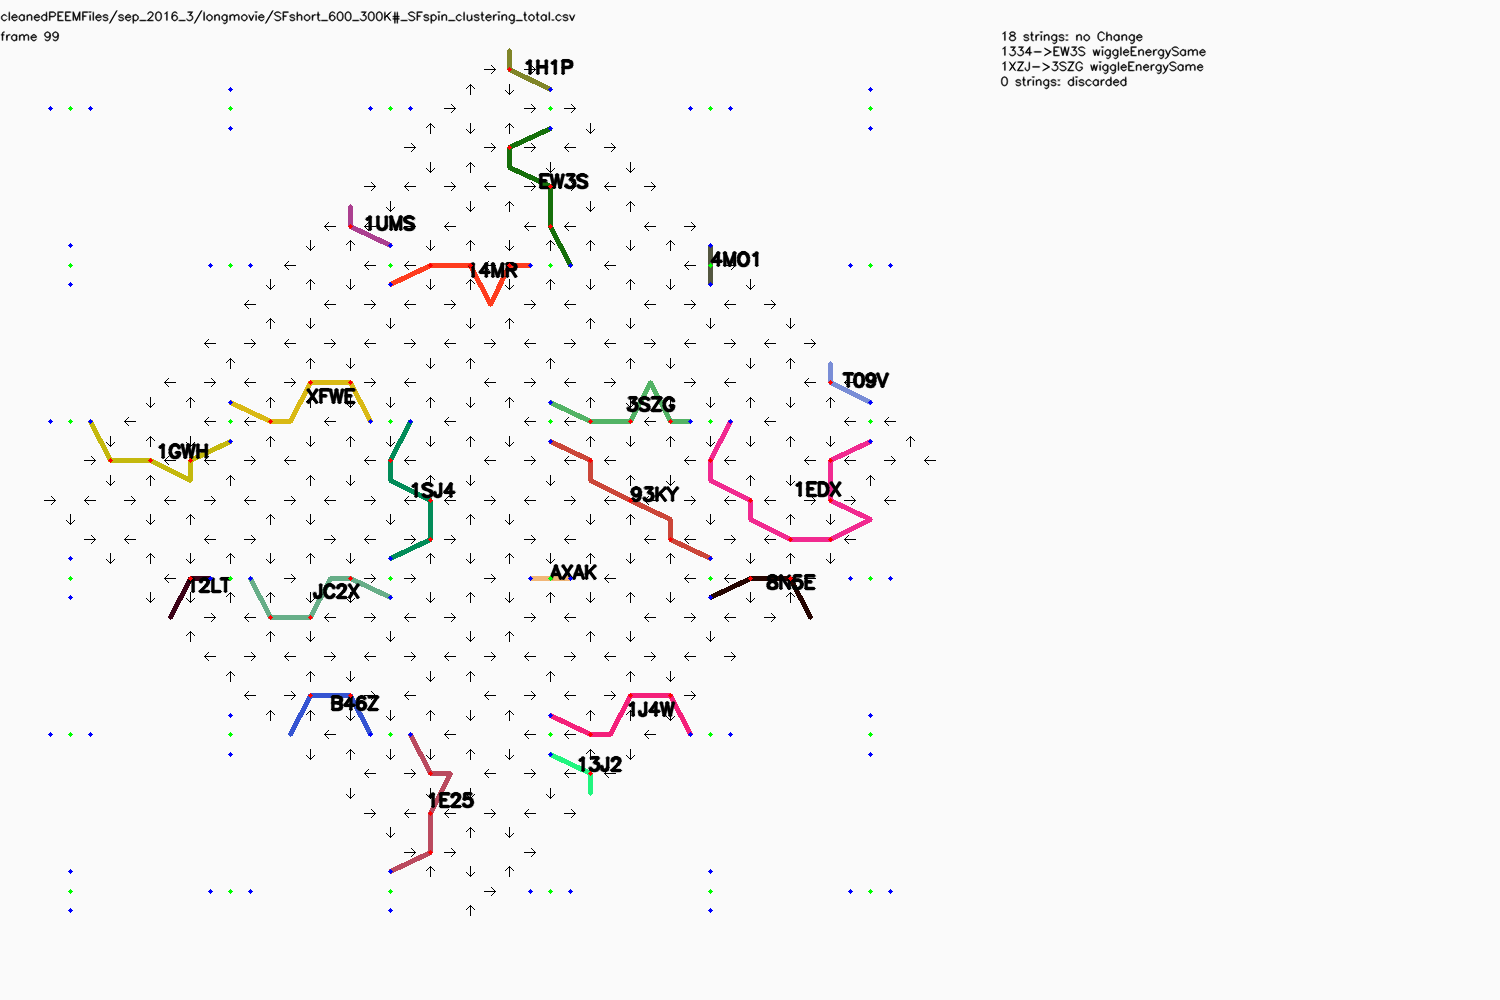 cleanedPEEMFiles/sep_2016_3/longmovie/SFshort_600_300K#_SFspin_clustering_total.csv
frame 99
18 strings: no Change
1334->EW3S wiggleEnergySame
1XZJ->3SZG wiggleEnergySame
0 strings: discarded
1H1P
EW3S
1UMS
4MO1
14MR
T09V
XFWE
3SZG
1GWH
1SJ4
93KY
1EDX
AXAK
T2LT
JC2X
8N5E
B46Z
1J4W
13J2
1E25